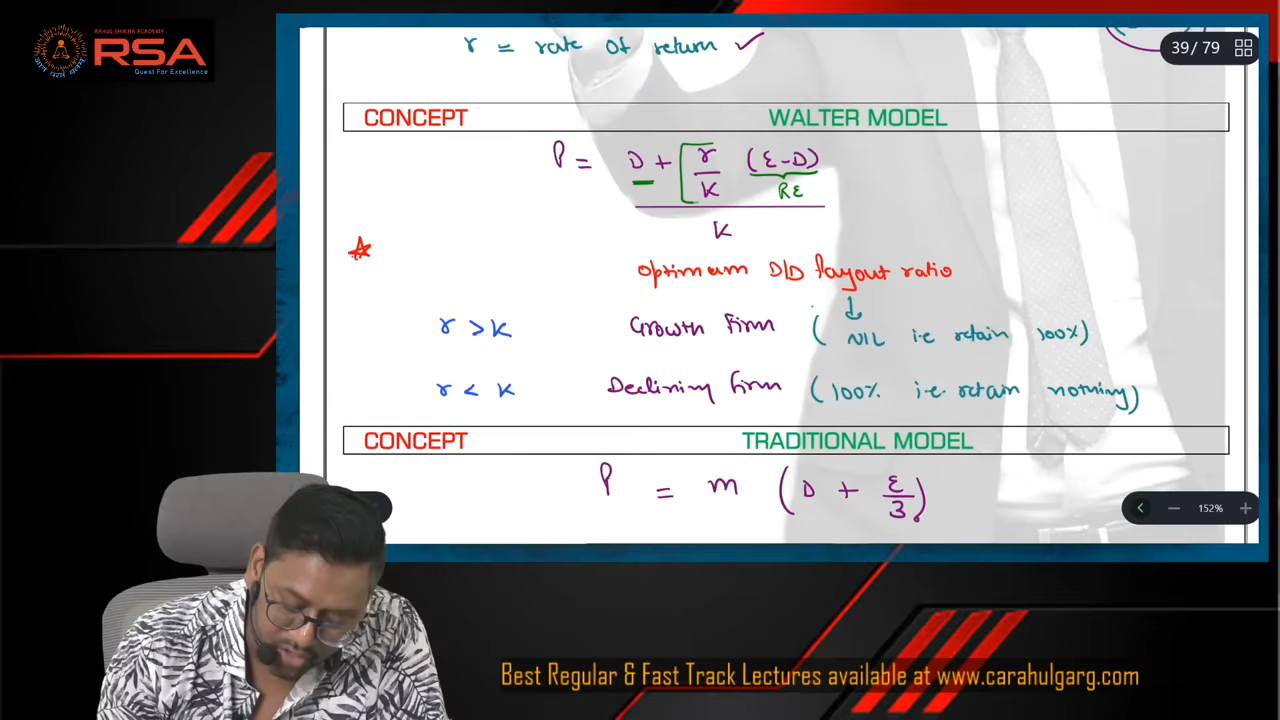 RAHUL SHIKHA ACADEMY
RSA
Quest For Excellence
r = rate of return ✓
39 / 79
CONCEPT WALTER MODEL
P = D + [r/K (E-D)
RE
K
optimum D/D payout ratio
r > K Growth Firm ( NIL i.e retain 100%)
r < K Declining Firm (100% i.e. retain nothing)
CONCEPT TRADITIONAL MODEL
P = m (D + E/3)
152%
Best Regular & Fast Track Lectures available at www.carahulgarg.com